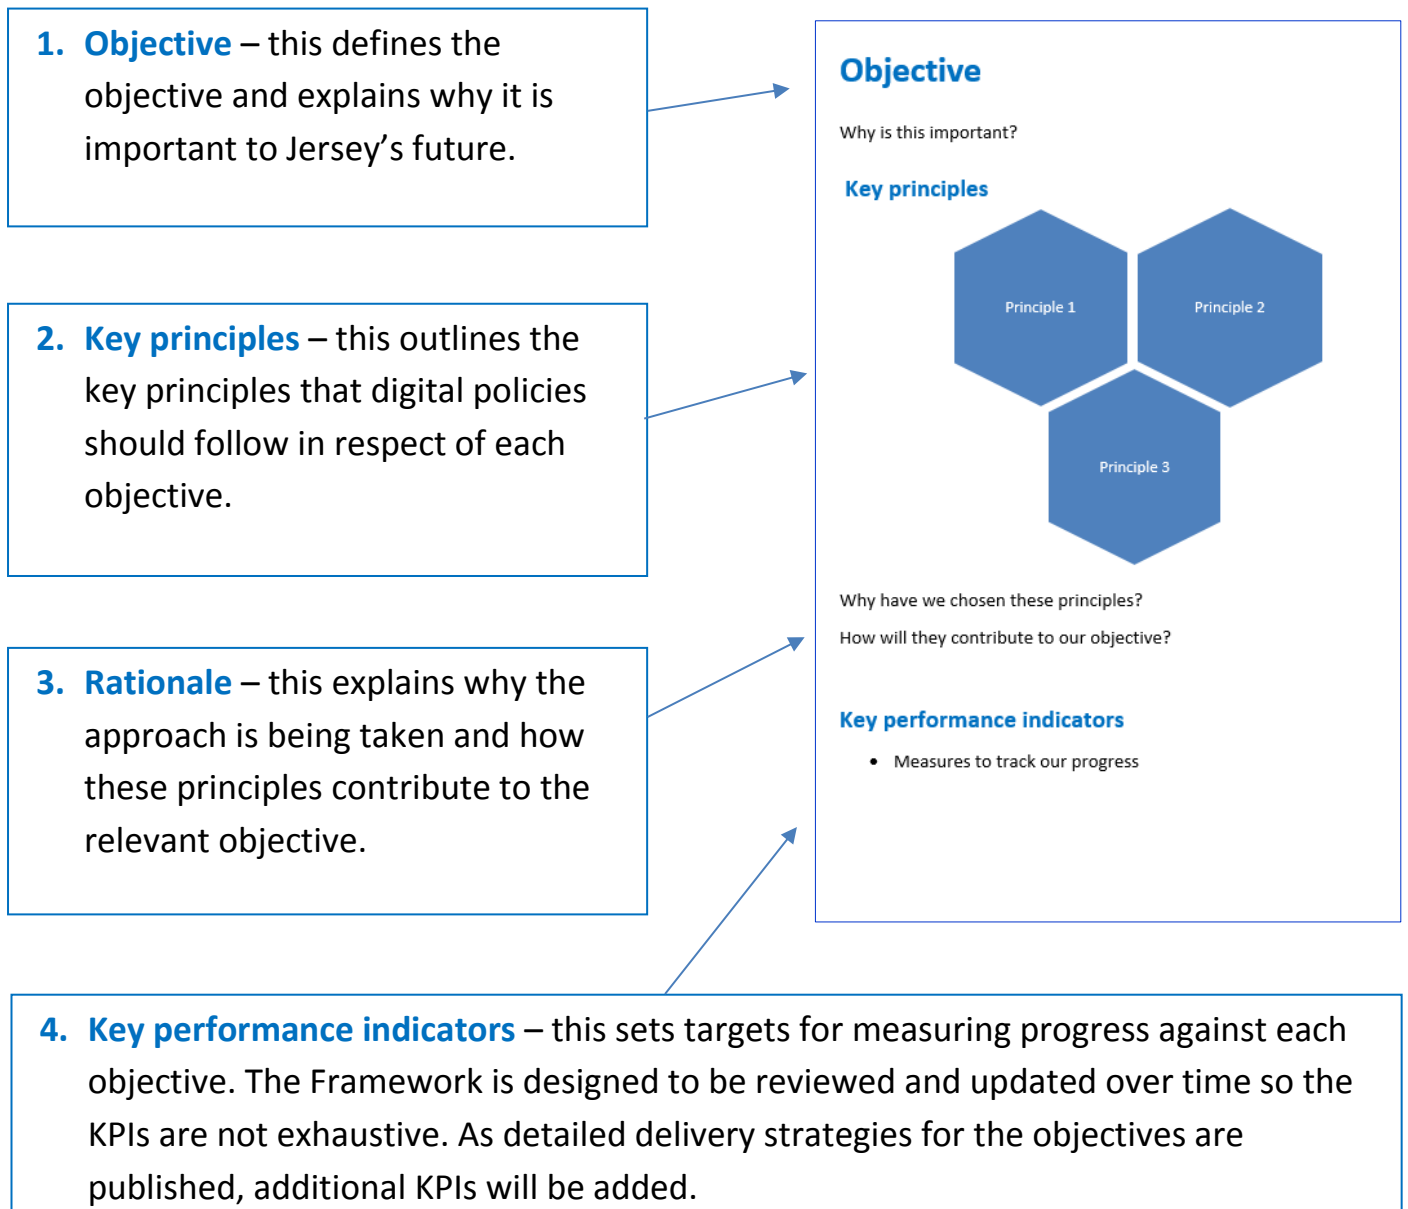 1. Objective – this defines the
objective and explains why it is
important to Jersey’s future.
2. Key principles – this outlines the
key principles that digital policies
should follow in respect of each
objective.
3. Rationale – this explains why the
approach is being taken and how
these principles contribute to the
relevant objective.
Objective
Why is this important?
Key principles
Principle 1
Principle 2
Principle 3
Why have we chosen these principles?
How will they contribute to our objective?
Key performance indicators
• Measures to track our progress
4. Key performance indicators – this sets targets for measuring progress against each
objective. The Framework is designed to be reviewed and updated over time so the
KPIs are not exhaustive. As detailed delivery strategies for the objectives are
published, additional KPIs will be added.